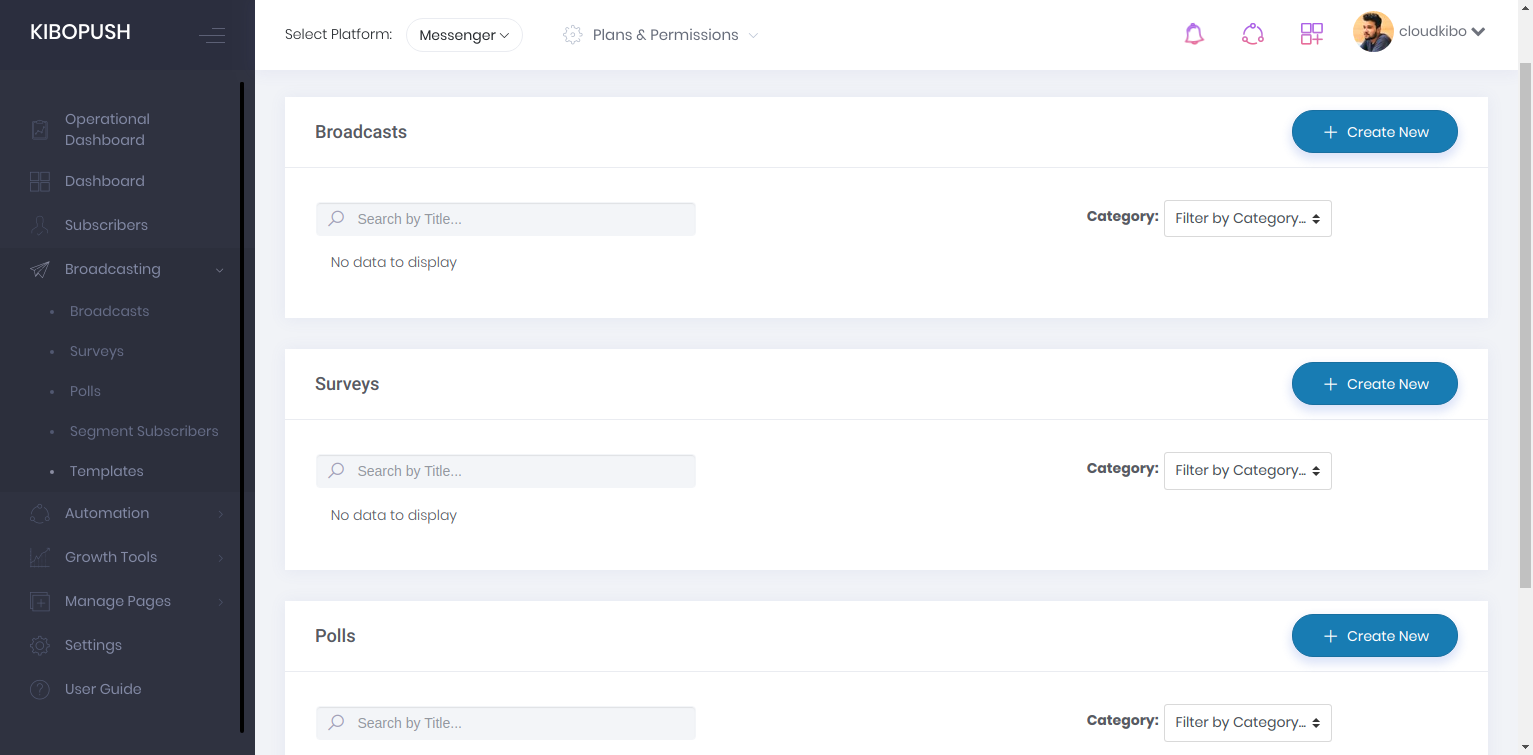 KIBOPUSH
Select Platform:
Messenger
Plans & Permissions
cloudkibo
Operational
Dashboard
Dashboard
Subscribers
Broadcasting
Broadcasts
Surveys
Polls
Segment Subscribers
Templates
Automation
Growth Tools
Manage Pages
Settings
User Guide
Broadcasts
Create New
Search by Title...
Category:
Filter by Category...
No data to display
Surveys
Create New
Search by Title...
Category:
Filter by Category...
No data to display
Polls
Create New
Search by Title...
Category:
Filter by Category...